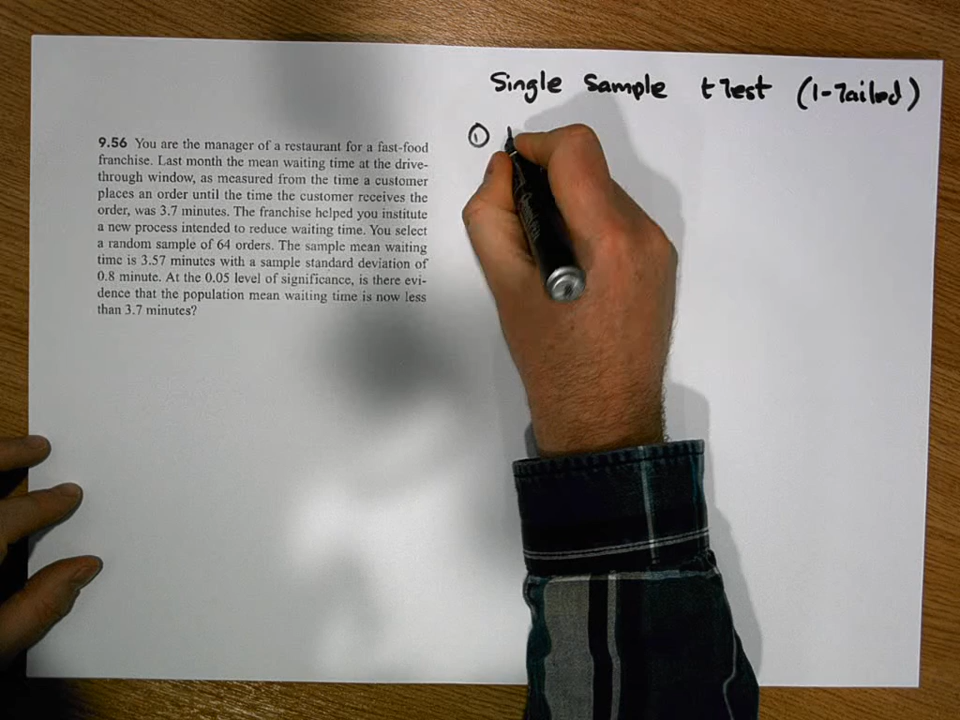 Single Sample t Test (1-Tailed)
①
9.56 You are the manager of a restaurant for a fast-food
franchise. Last month the mean waiting time at the drive-
through window, as measured from the time a customer
places an order until the time the customer receives the
order, was 3.7 minutes. The franchise helped you institute
a new process intended to reduce waiting time. You select
a random sample of 64 orders. The sample mean waiting
time is 3.57 minutes with a sample standard deviation of
0.8 minute. At the 0.05 level of significance, is there evi-
dence that the population mean waiting time is now less
than 3.7 minutes?